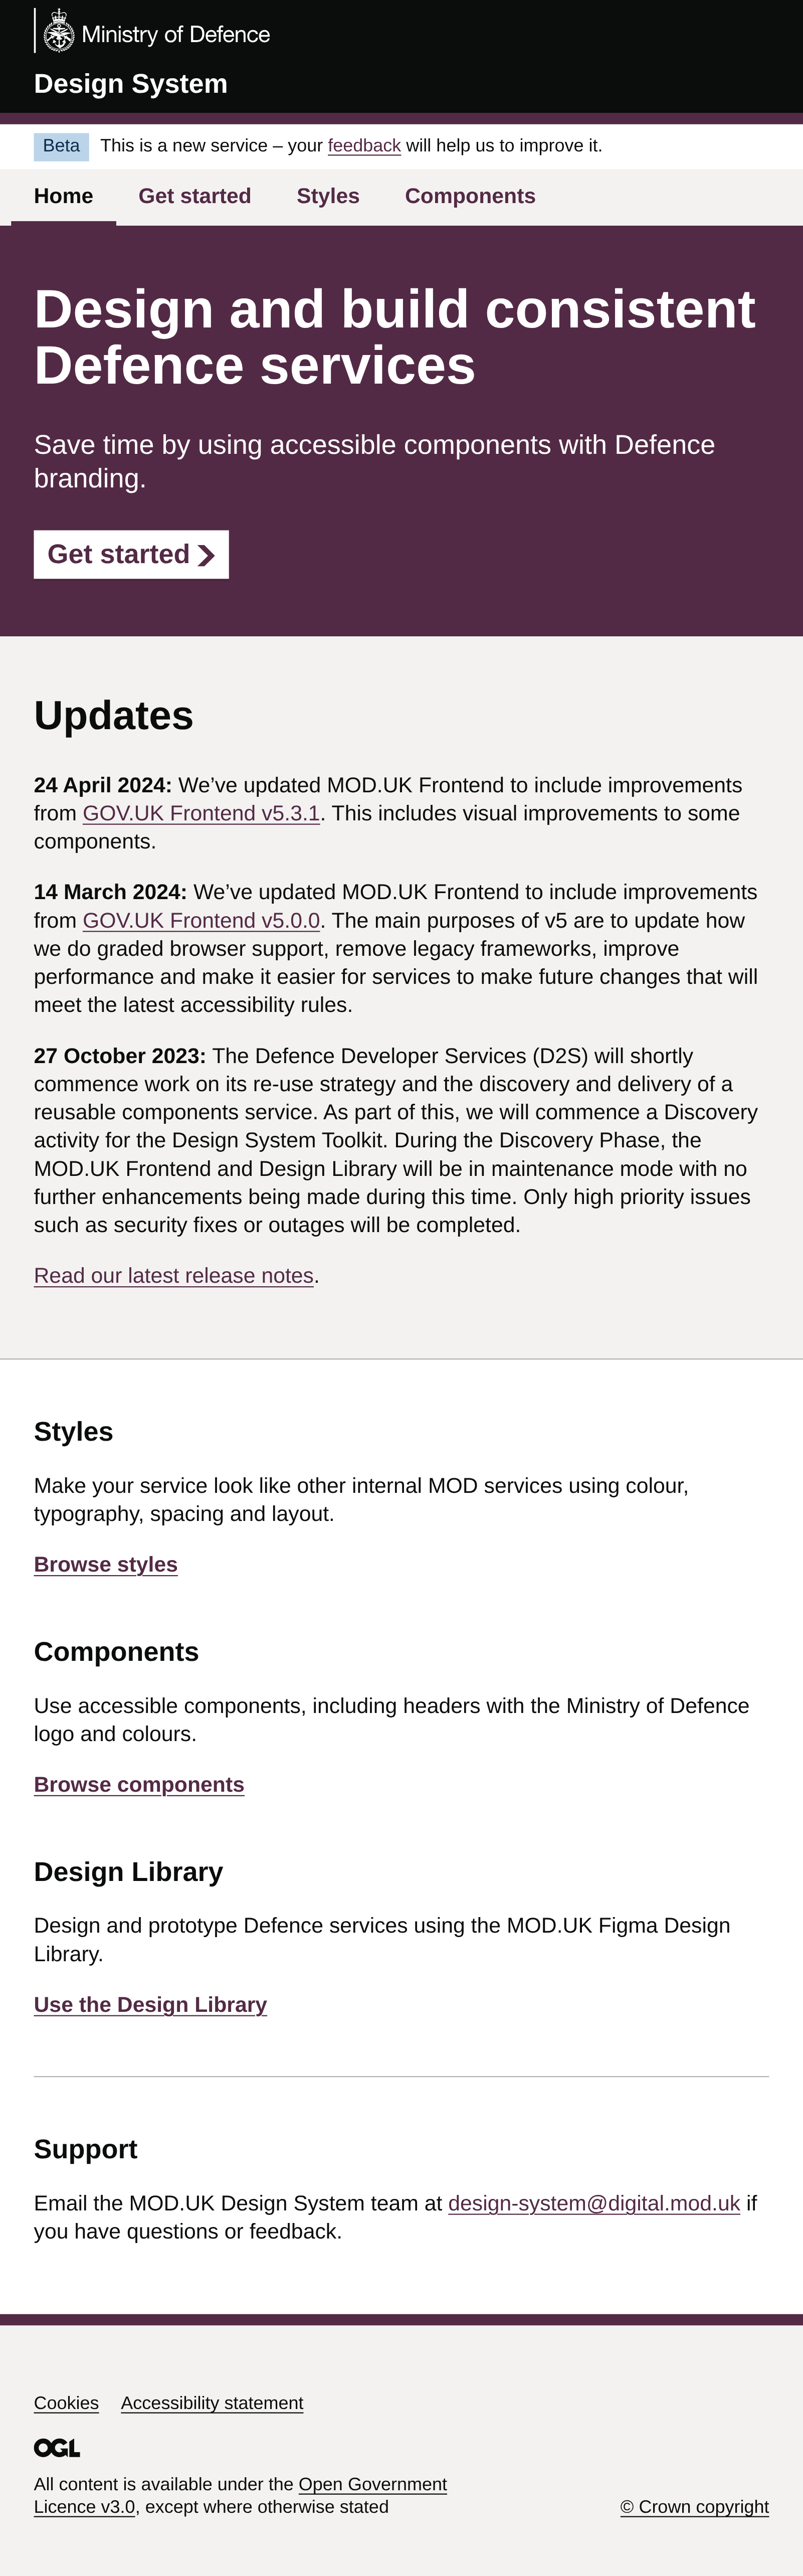 Ministry of Defence
Design System
Beta This is a new service – your feedback will help us to improve it.
Home Get started Styles Components
Design and build consistent
Defence services
Save time by using accessible components with Defence
branding.
Get started
Updates
24 April 2024: We’ve updated MOD.UK Frontend to include improvements
from GOV.UK Frontend v5.3.1. This includes visual improvements to some
components.
14 March 2024: We’ve updated MOD.UK Frontend to include improvements
from GOV.UK Frontend v5.0.0. The main purposes of v5 are to update how
we do graded browser support, remove legacy frameworks, improve
performance and make it easier for services to make future changes that will
meet the latest accessibility rules.
27 October 2023: The Defence Developer Services (D2S) will shortly
commence work on its re-use strategy and the discovery and delivery of a
reusable components service. As part of this, we will commence a Discovery
activity for the Design System Toolkit. During the Discovery Phase, the
MOD.UK Frontend and Design Library will be in maintenance mode with no
further enhancements being made during this time. Only high priority issues
such as security fixes or outages will be completed.
Read our latest release notes.
Styles
Make your service look like other internal MOD services using colour,
typography, spacing and layout.
Browse styles
Components
Use accessible components, including headers with the Ministry of Defence
logo and colours.
Browse components
Design Library
Design and prototype Defence services using the MOD.UK Figma Design
Library.
Use the Design Library
Support
Email the MOD.UK Design System team at design-system@digital.mod.uk if
you have questions or feedback.
Cookies Accessibility statement
OGL
All content is available under the Open Government
Licence v3.0, except where otherwise stated
© Crown copyright